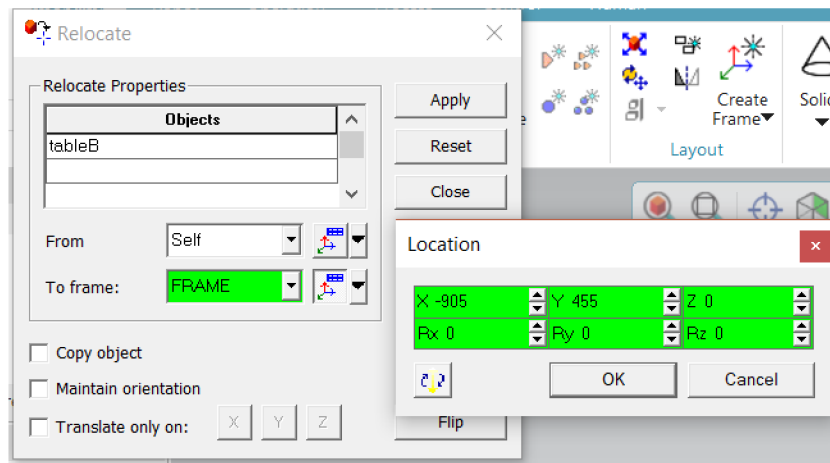 Relocate
Relocate Properties
Objects
tableB
From
Self
To frame:
FRAME
Copy object
Maintain orientation
Translate only on:
X
Y
Z
Apply
Reset
Close
Flip
Create
Frame
Solid
Layout
Location
X -905
Y 455
Z 0
Rx 0
Ry 0
Rz 0
OK
Cancel